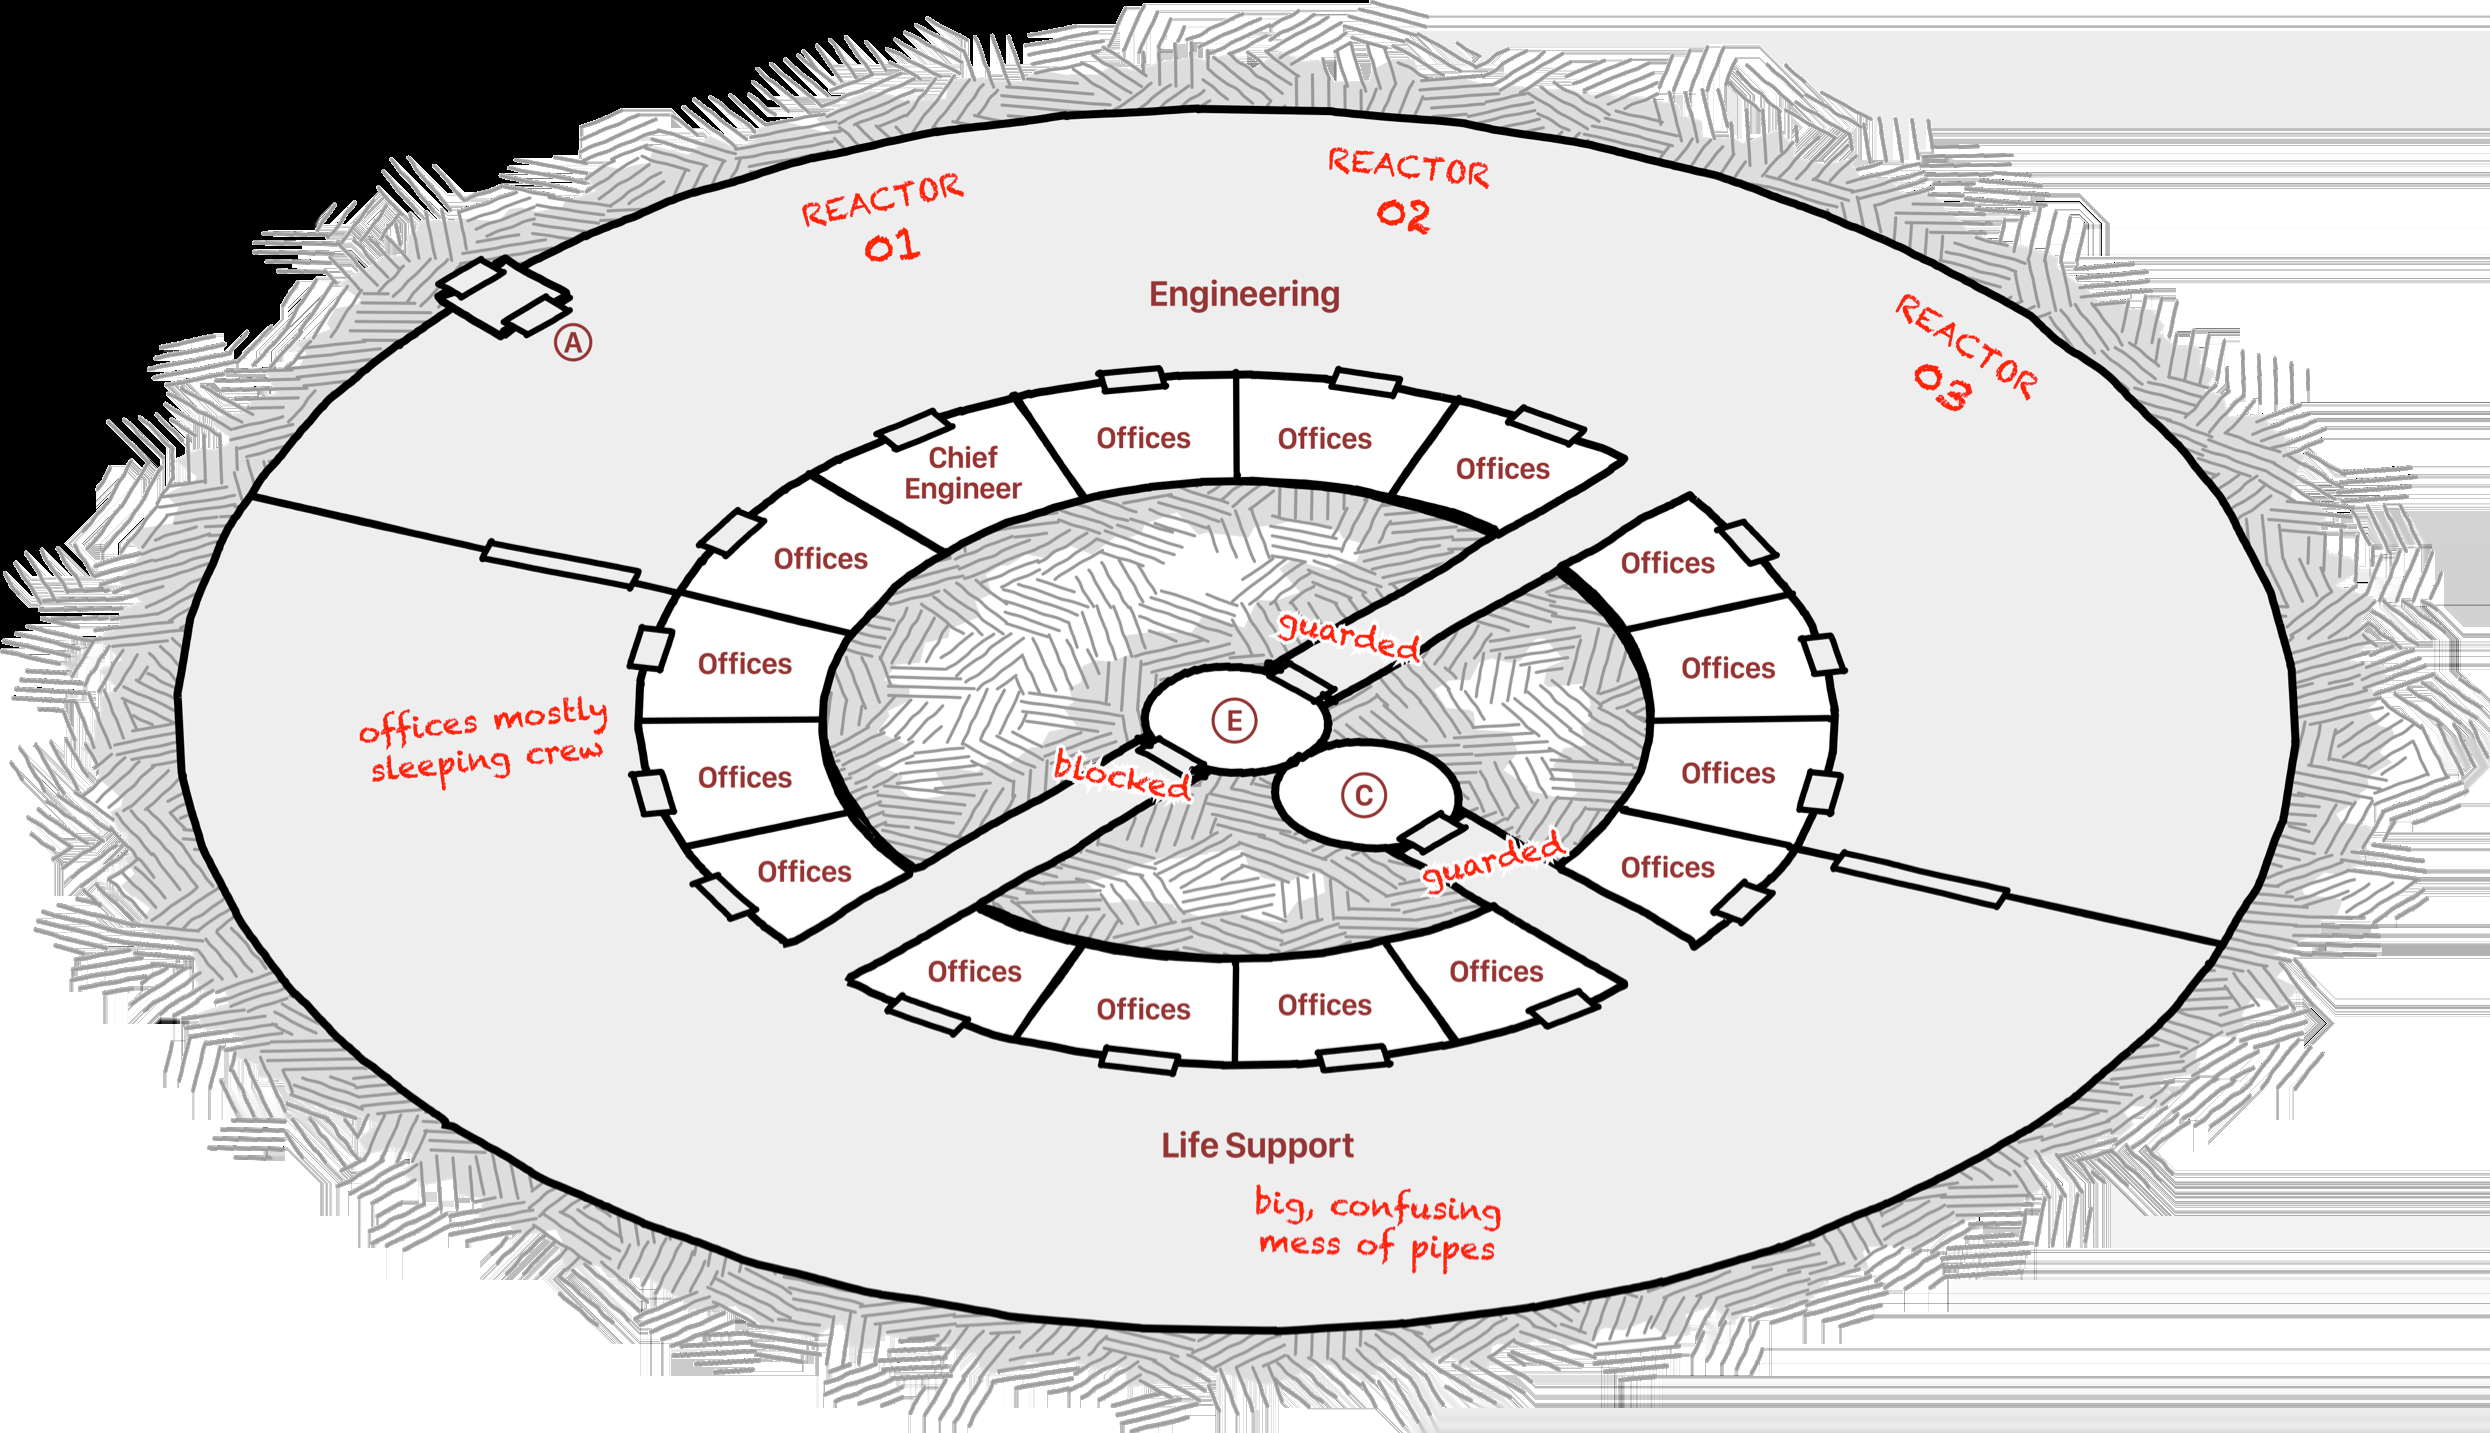 REACTOR
01
REACTOR
02
Engineering
REACTOR
03
A
Chief
Engineer
Offices
Offices
Offices
Offices
Offices
Offices
Offices
guarded
offices mostly
sleeping crew
E
blocked
Offices
Offices
C
guarded
Offices
Offices
Offices
Offices
Offices
Offices
Offices
Life Support
big, confusing
mess of pipes